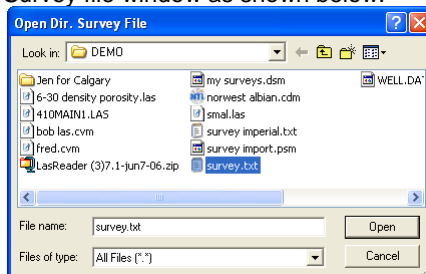 Survey file window as shown below.
Open Dir. Survey File
Look in: DEMO
Jen for Calgary
6-30 density porosity.las
410MAIN1.LAS
bob las.cvm
fred.cvm
LasReader (3)7.1-jun7-06.zip
my surveys.dsm
norwest albian.cdm
smal.las
survey imperial.txt
survey import.psm
survey.txt
WELL.DA
File name: survey.txt Open
Files of type: All Files (*.*) Cancel